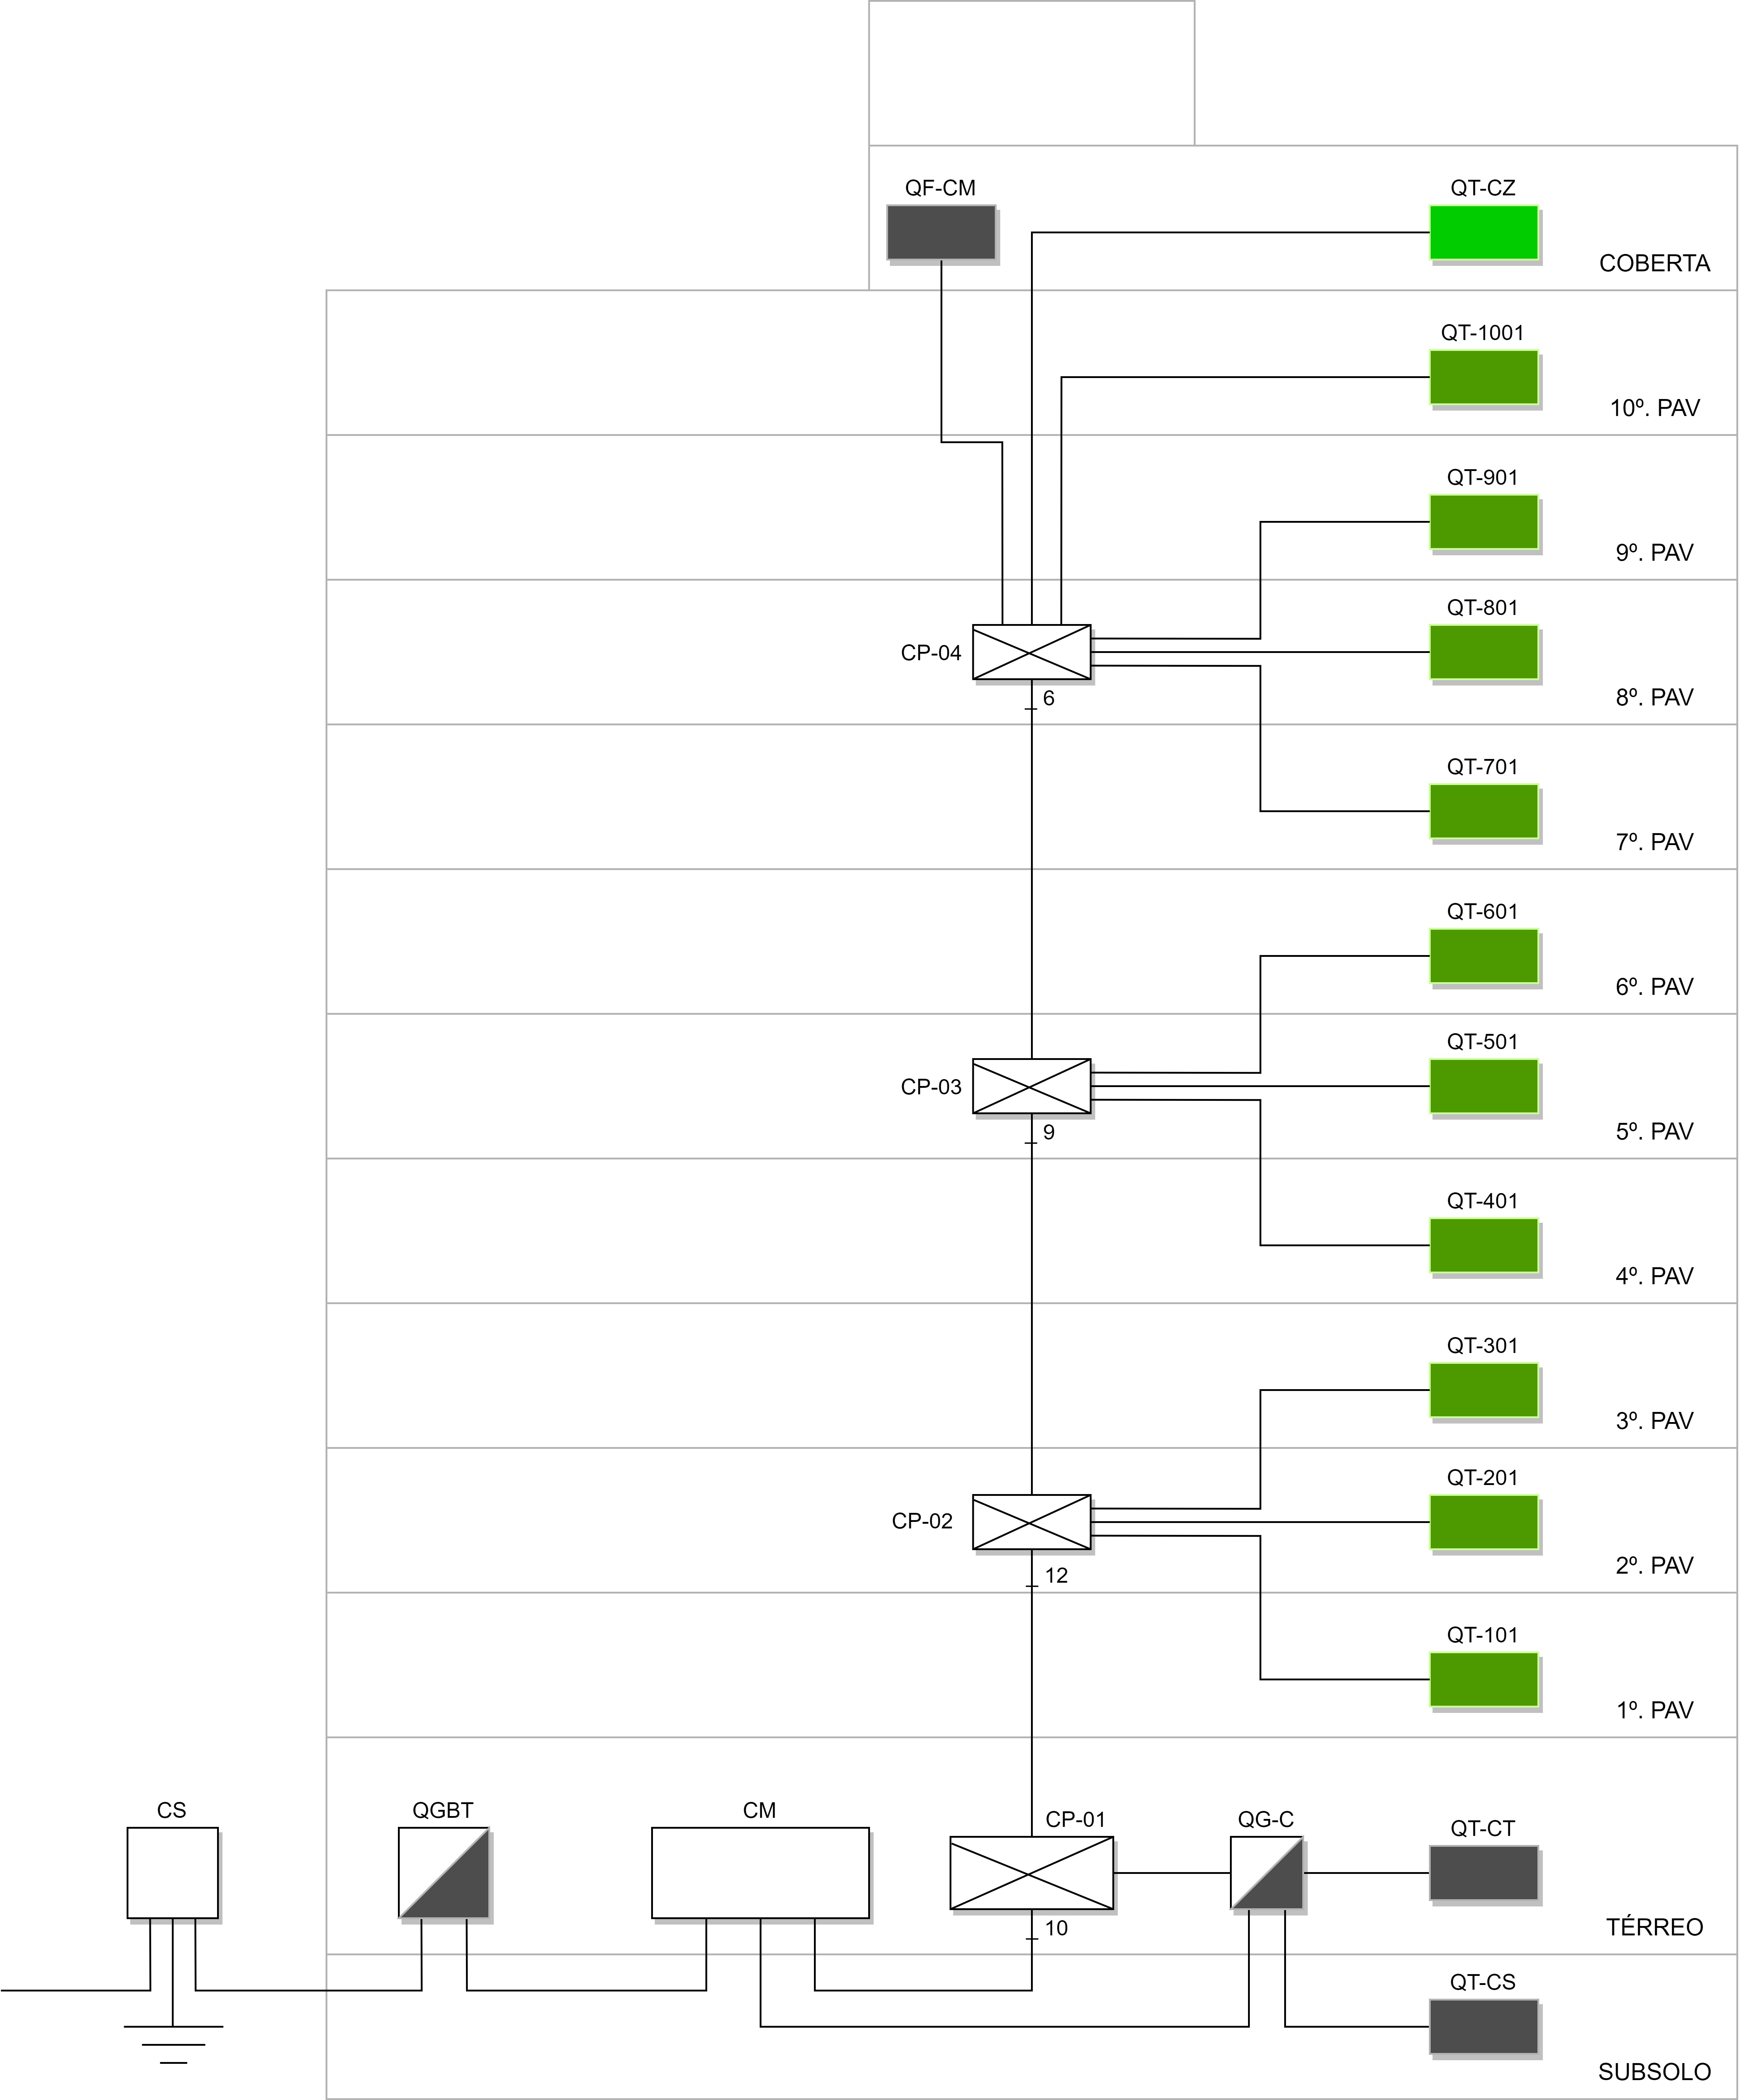 QF-CM
QT-CZ
COBERTA
QT-1001
10º. PAV
QT-901
9º. PAV
QT-801
CP-04
6
8º. PAV
QT-701
7º. PAV
QT-601
6º. PAV
QT-501
CP-03
9
5º. PAV
QT-401
4º. PAV
QT-301
3º. PAV
QT-201
CP-02
12
2º. PAV
QT-101
1º. PAV
CS
QGBT
CM
CP-01
QG-C
QT-CT
10
TÉRREO
QT-CS
SUBSOLO